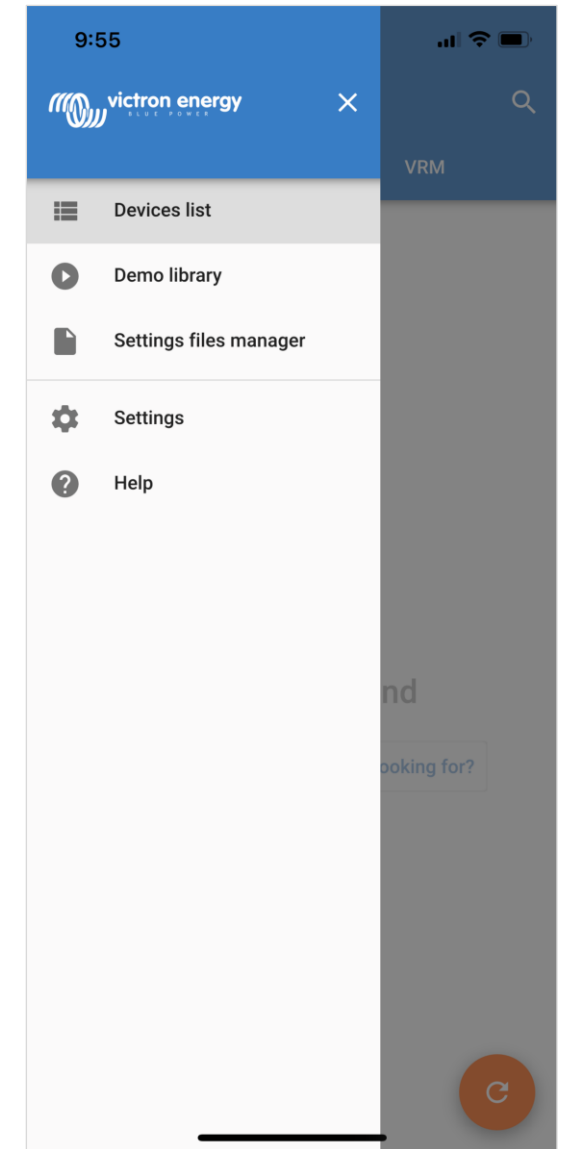 9:55
victron energy
BLUE POWER
VRM
Devices list
Demo library
Settings files manager
Settings
Help
nd
ooking for?